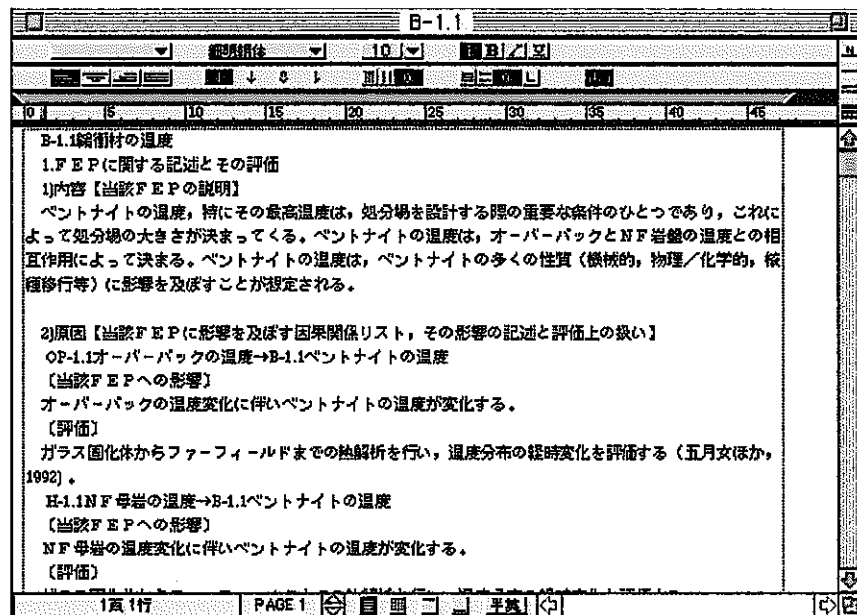 B-1.1
細明朝体 10
0 5 10 15 20 25 30 35 40 45
B-1.1緩衝材の温度
1.ＦＥＰに関する記述とその評価
1)内容【当該ＦＥＰの説明】
ベントナイトの温度，特にその最高温度は，処分場を設計する際の重要な条件のひとつであり，これに
よって処分場の大きさが決まってくる。ベントナイトの温度は，オーバーパックとＮＦ岩盤の温度との相
互作用によって決まる。ベントナイトの温度は，ベントナイトの多くの性質（機械的，物理／化学的，核
種移行等）に影響を及ぼすことが想定される。
2)原因【当該ＦＥＰに影響を及ぼす因果関係リスト，その影響の記述と評価上の扱い】
OP-1.1オーバーパックの温度→B-1.1ベントナイトの温度
〔当該ＦＥＰへの影響〕
オーバーパックの温度変化に伴いベントナイトの温度が変化する。
〔評価〕
ガラス固化体からファーフィールドまでの熱解析を行い，温度分布の経時変化を評価する（五月女ほか，
1992）。
H-1.1ＮＦ母岩の温度→B-1.1ベントナイトの温度
〔当該ＦＥＰへの影響〕
ＮＦ母岩の温度変化に伴いベントナイトの温度が変化する。
〔評価〕
1頁 1行 PAGE 1